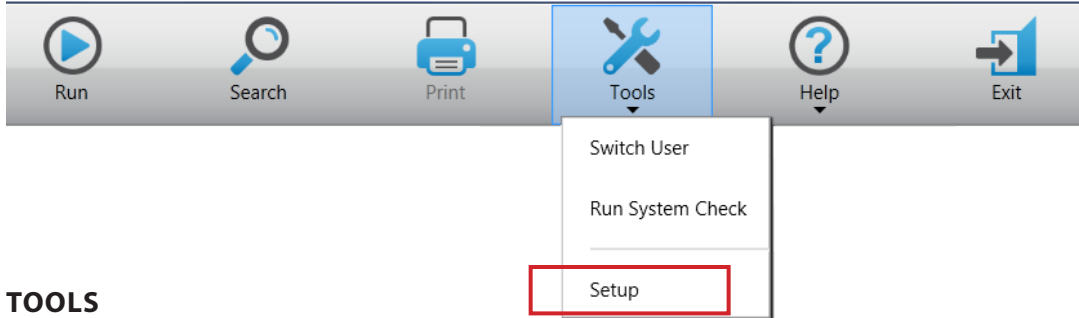 Run Search Print Tools Help Exit
Switch User
Run System Check
Setup
TOOLS